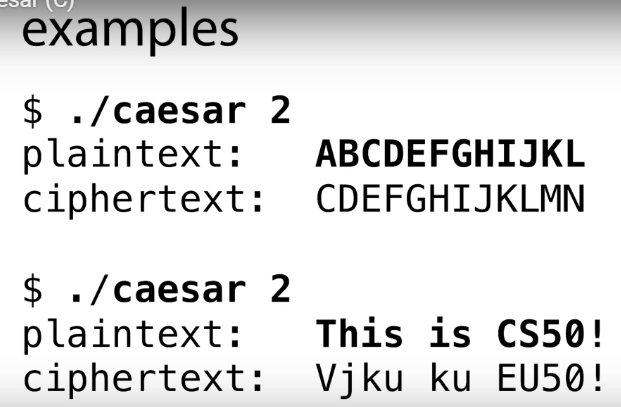 (C)
examples
$ ./caesar 2
plaintext: ABCDEFGHIJKL
ciphertext: CDEFGHIJKLMN
$ ./caesar 2
plaintext: This is CS50!
ciphertext: Vjku ku EU50!